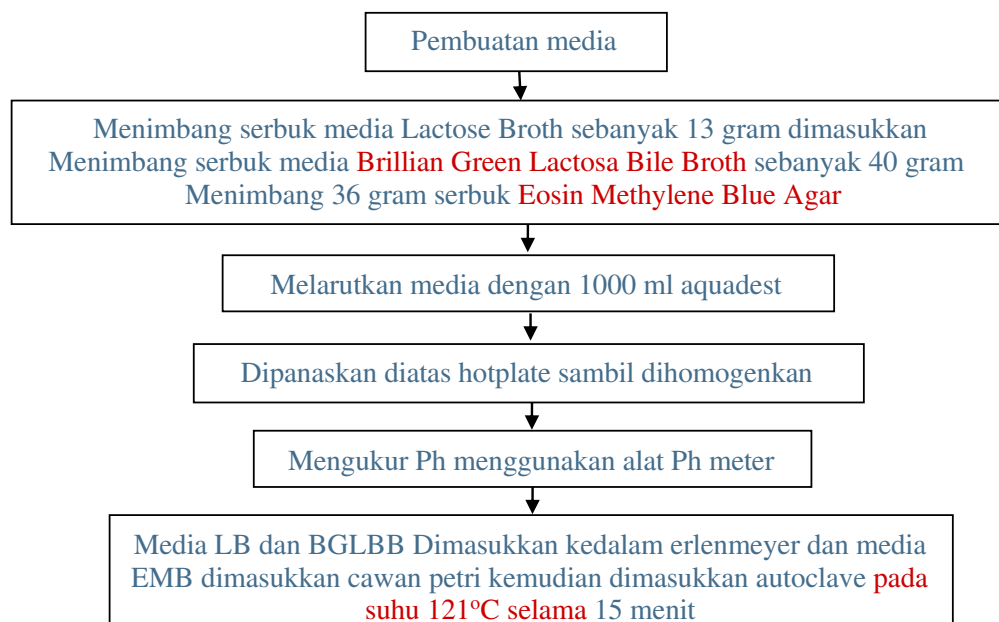 Pembuatan media
Menimbang serbuk media Lactose Broth sebanyak 13 gram dimasukkan
Menimbang serbuk media Brillian Green Lactosa Bile Broth sebanyak 40 gram
Menimbang 36 gram serbuk Eosin Methylene Blue Agar
Melarutkan media dengan 1000 ml aquadest
Dipanaskan diatas hotplate sambil dihomogenkan
Mengukur Ph menggunakan alat Ph meter
Media LB dan BGLBB Dimasukkan kedalam erlenmeyer dan media
EMB dimasukkan cawan petri kemudian dimasukkan autoclave pada
suhu 121°C selama 15 menit